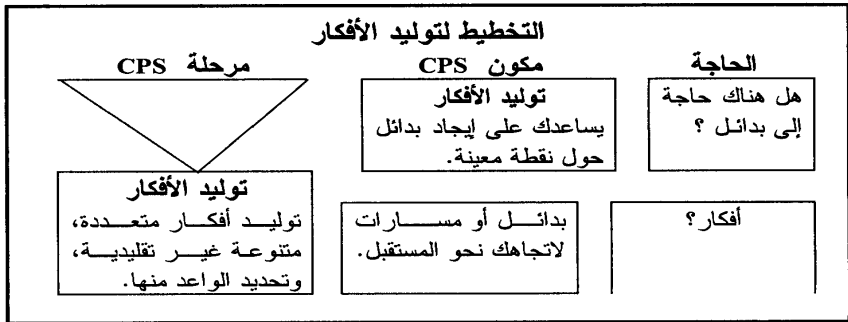 التخطيط لتوليد الأفكار
الحاجة
مكون CPS
مرحلة CPS
هل هناك حاجة
إلى بدائل ؟
توليد الأفكار
يساعدك على إيجاد بدائل
حول نقطة معينة.
أفكار؟
بدائل أو مسارات
لاتجاهك نحو المستقبل.
توليد الأفكار
توليد أفكار متعددة،
متنوعة غير تقليدية،
وتحديد الواعد منها.